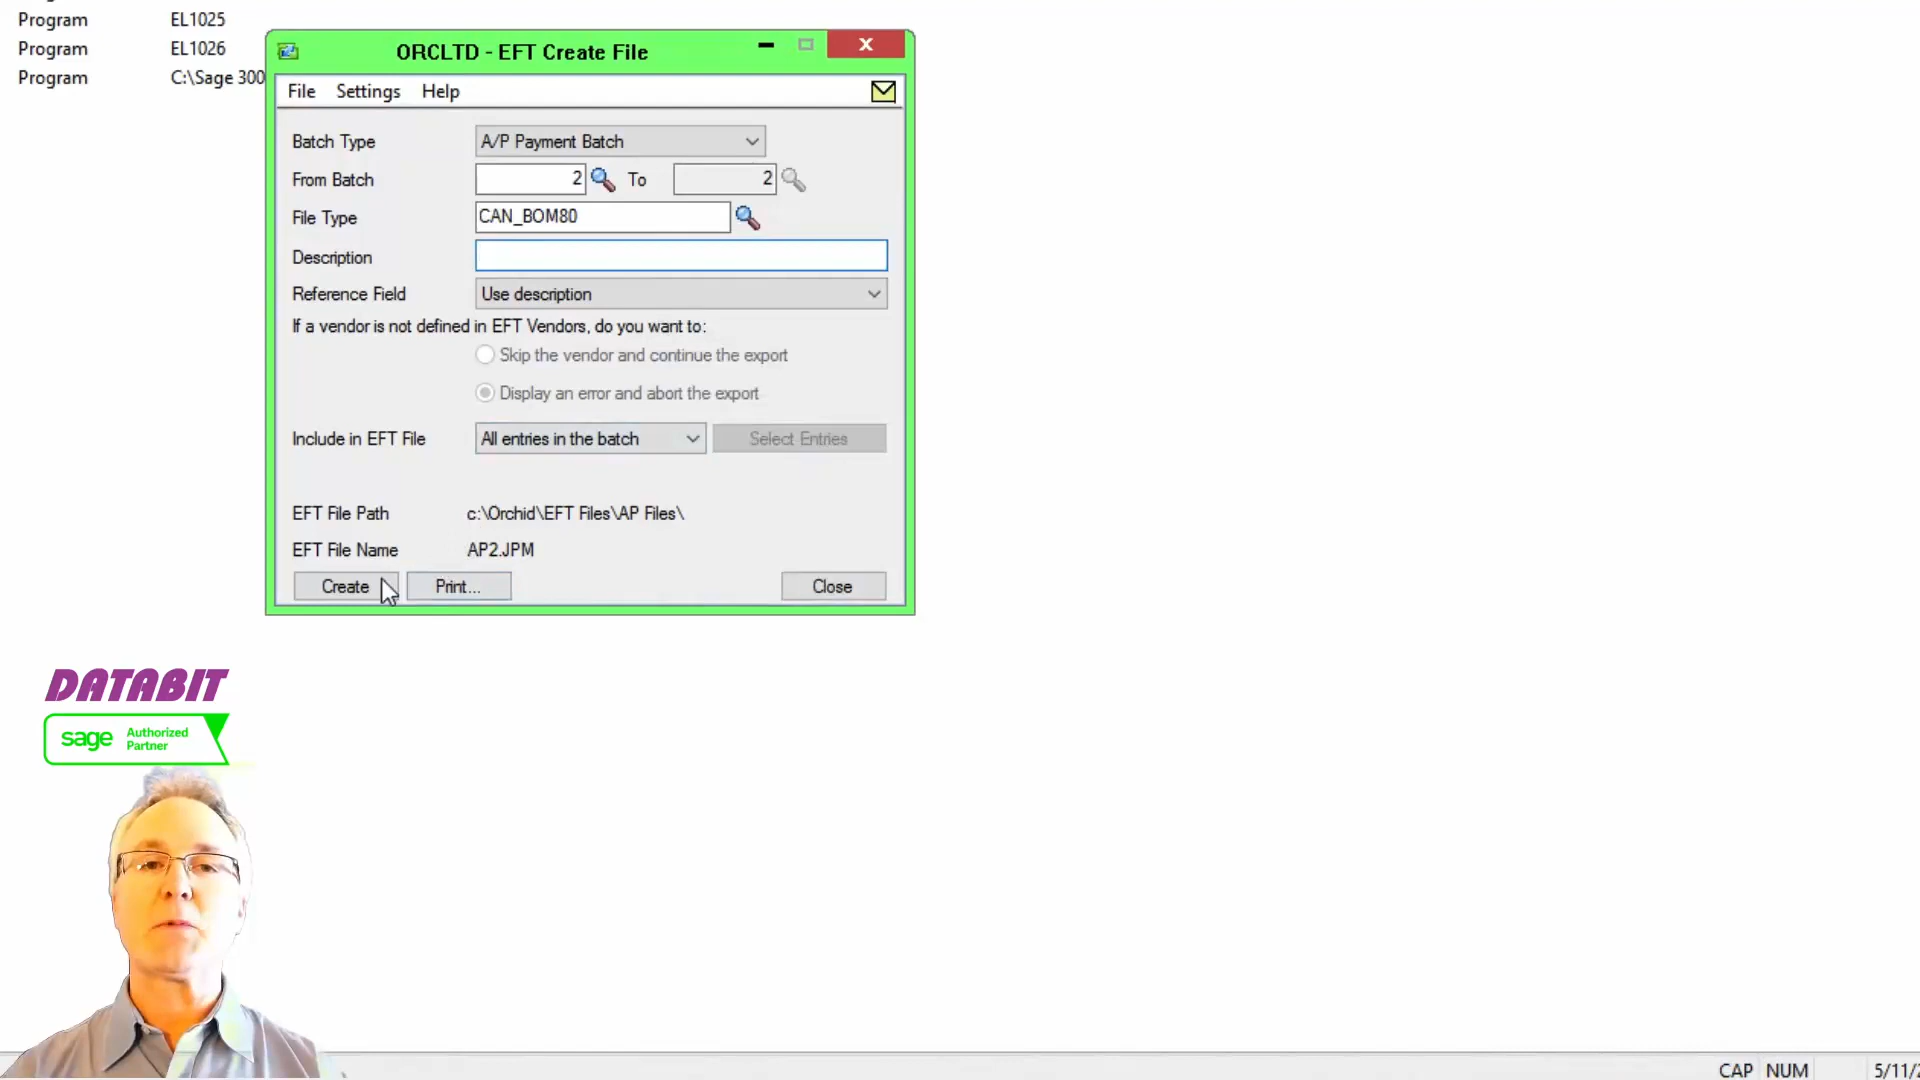 Program EL1025
Program EL1026
Program C:\Sage 300
ORCLTD - EFT Create File
File Settings Help
Batch Type A/P Payment Batch
From Batch 2 To 2
File Type CAN_BOM80
Description
Reference Field Use description
If a vendor is not defined in EFT Vendors, do you want to:
Skip the vendor and continue the export
Display an error and abort the export
Include in EFT File All entries in the batch Select Entries
EFT File Path c:\Orchid\EFT Files\AP Files\
EFT File Name AP2.JPM
Create Print... Close
DATABIT
sage Authorized
Partner
CAP NUM 5/11/2